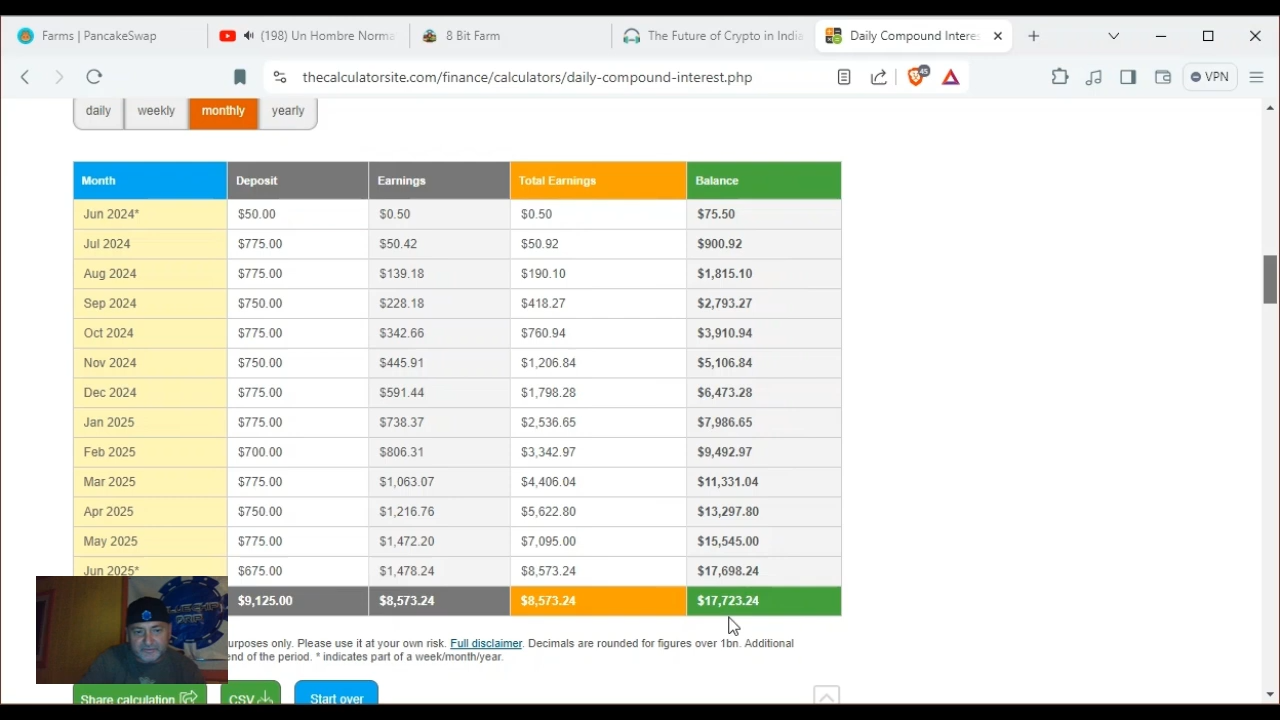 Farms | PancakeSwap (198) Un Hombre Norma 8 Bit Farm The Future of Crypto in India Daily Compound Interes
thecalculatorsite.com/finance/calculators/daily-compound-interest.php 45 VPN
daily weekly monthly yearly
Month Deposit Earnings Total Earnings Balance
Jun 2024* $50.00 $0.50 $0.50 $75.50
Jul 2024 $775.00 $50.42 $50.92 $900.92
Aug 2024 $775.00 $139.18 $190.10 $1,815.10
Sep 2024 $750.00 $228.18 $418.27 $2,793.27
Oct 2024 $775.00 $342.66 $760.94 $3,910.94
Nov 2024 $750.00 $445.91 $1,206.84 $5,106.84
Dec 2024 $775.00 $591.44 $1,798.28 $6,473.28
Jan 2025 $775.00 $738.37 $2,536.65 $7,986.65
Feb 2025 $700.00 $806.31 $3,342.97 $9,492.97
Mar 2025 $775.00 $1,063.07 $4,406.04 $11,331.04
Apr 2025 $750.00 $1,216.76 $5,622.80 $13,297.80
May 2025 $775.00 $1,472.20 $7,095.00 $15,545.00
Jun 2025* $675.00 $1,478.24 $8,573.24 $17,698.24
$9,125.00 $8,573.24 $8,573.24 $17,723.24
urposes only. Please use it at your own risk. Full disclaimer. Decimals are rounded for figures over 1bn. Additional
end of the period. * indicates part of a week/month/year.
Share calculation CSV Start over